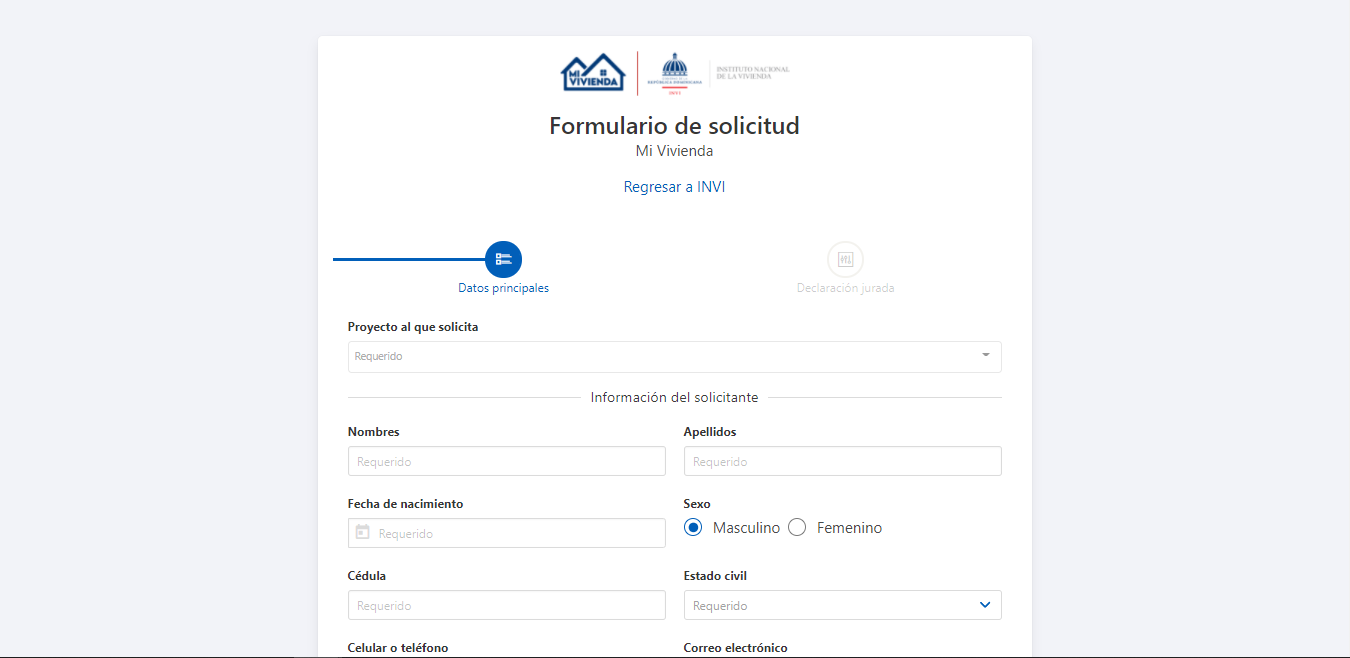 MI
VIVIENDA
REPÚBLICA DOMINICANA
INVI
INSTITUTO NACIONAL
DE LA VIVIENDA
Formulario de solicitud
Mi Vivienda
Regresar a INVI
Datos principales
Declaración jurada
Proyecto al que solicita
Requerido
Información del solicitante
Nombres
Apellidos
Requerido
Requerido
Fecha de nacimiento
Sexo
Requerido
Masculino
Femenino
Cédula
Estado civil
Requerido
Requerido
Celular o teléfono
Correo electrónico